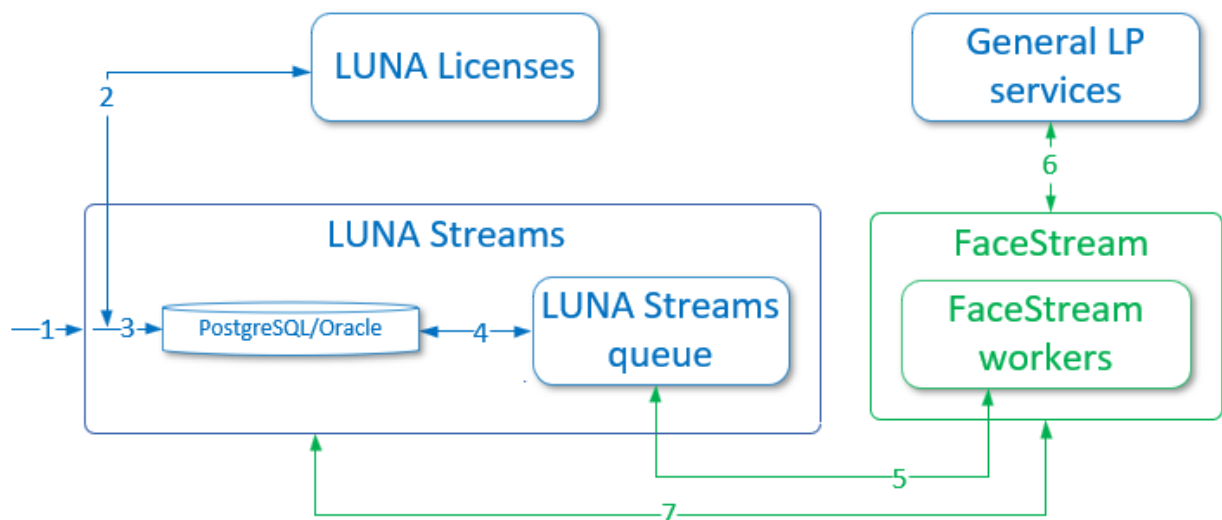 LUNA Licenses
General LP
services
2
6
LUNA Streams
FaceStream
1
3
PostgreSQL/Oracle
4
LUNA Streams
queue
FaceStream
workers
5
7